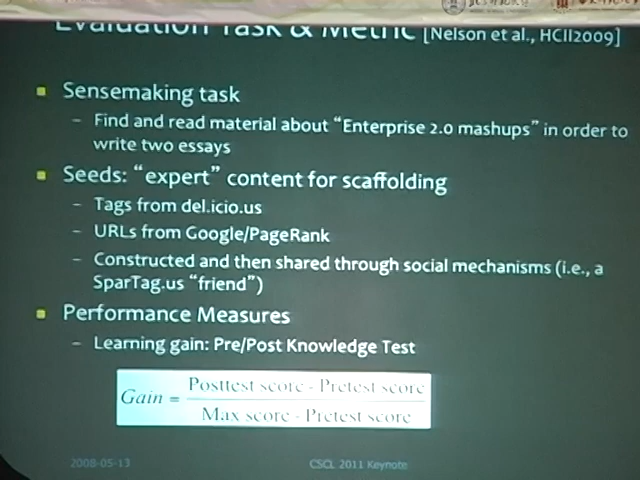 Evaluation Task & Metric [Nelson et al., HCII2009]
Sensemaking task
– Find and read material about “Enterprise 2.0 mashups” in order to
write two essays
Seeds: “expert” content for scaffolding
– Tags from del.icio.us
– URLs from Google/PageRank
– Constructed and then shared through social mechanisms (i.e., a
SparTag.us “friend”)
Performance Measures
– Learning gain: Pre/Post Knowledge Test
Gain = Posttest score - Pretest score
Max score - Pretest score
2008-05-13 CSCL 2011 Keynote